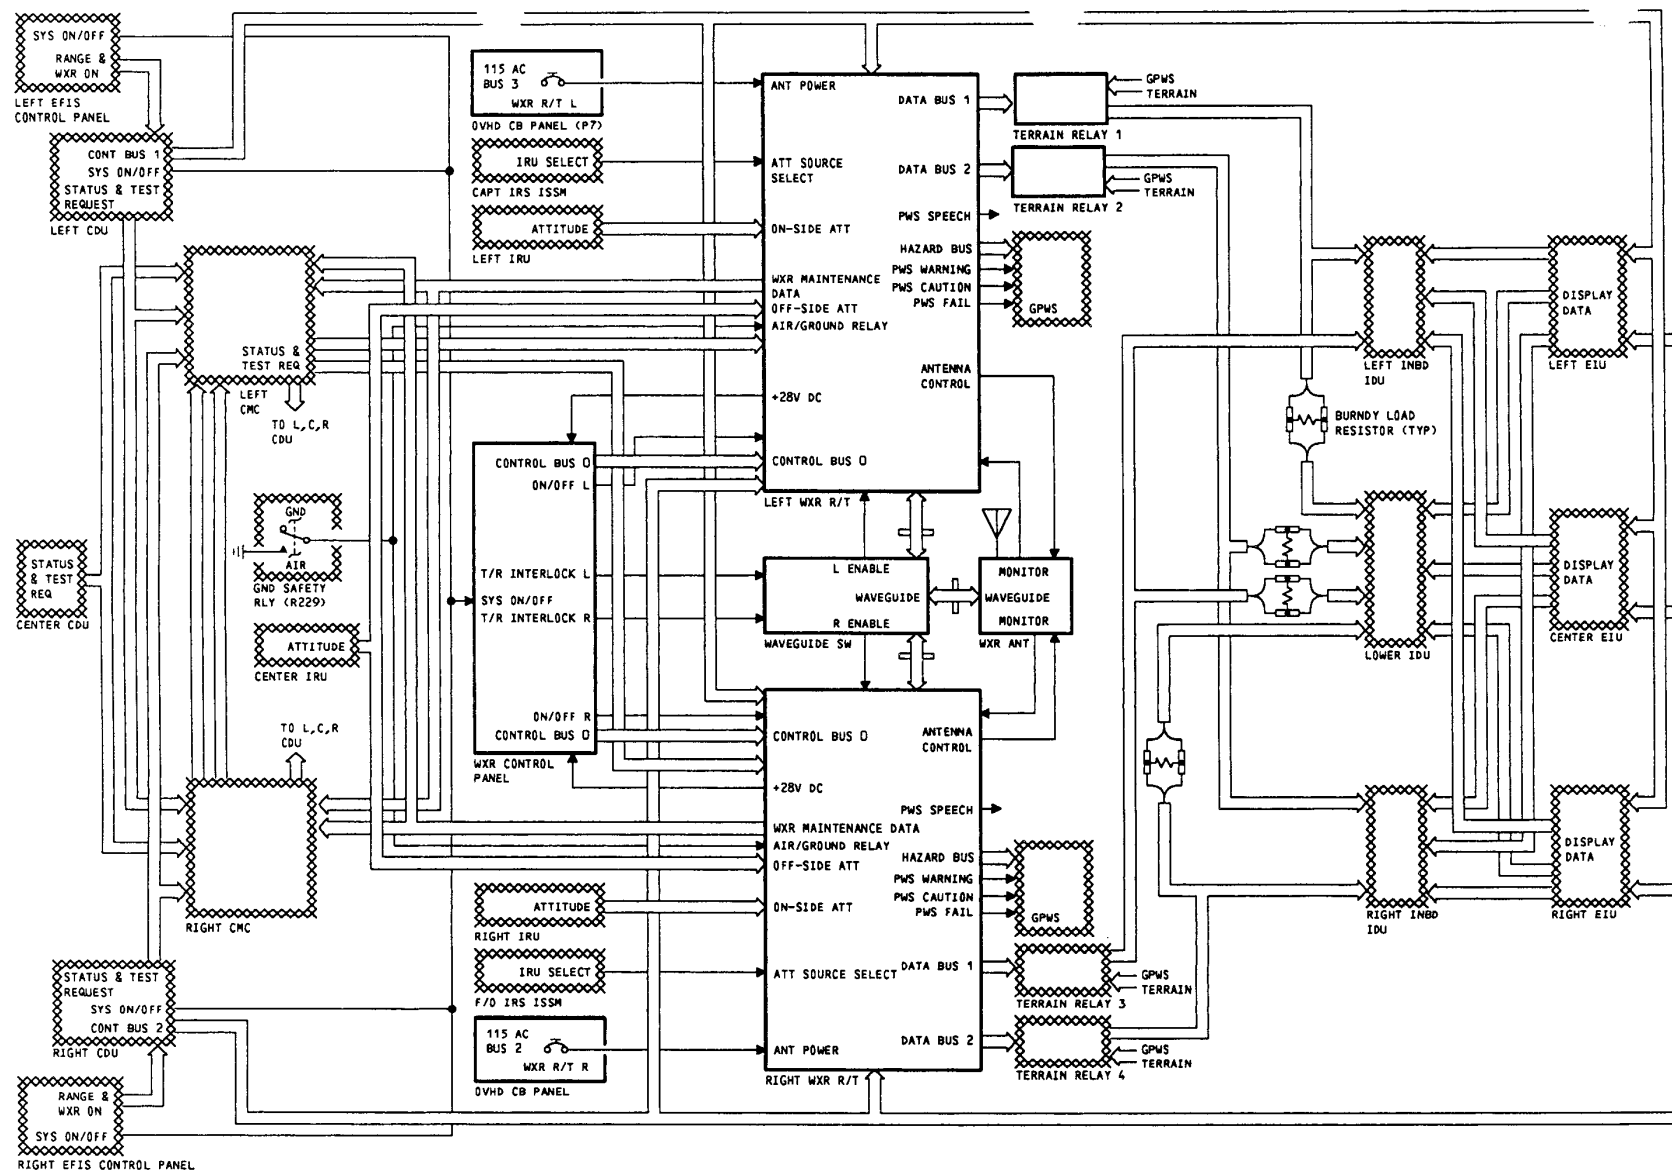 SYS ON/OFF
RANGE &
WXR ON
LEFT EFIS
CONTROL PANEL
CONT BUS 1
SYS ON/OFF
STATUS & TEST
REQUEST
LEFT CDU
STATUS &
TEST REQ
LEFT
CMC
TO L,C,R
CDU
GND
AIR
GND SAFETY
RLY (R229)
STATUS
& TEST
REQ
CENTER CDU
ATTITUDE
CENTER IRU
TO L,C,R
CDU
RIGHT CMC
STATUS & TEST
REQUEST
SYS ON/OFF
CONT BUS 2
RIGHT CDU
RANGE &
WXR ON
SYS ON/OFF
RIGHT EFIS CONTROL PANEL
115 AC
BUS 3
WXR R/T L
OVHD CB PANEL (P7)
IRU SELECT
CAPT IRS ISSM
ATTITUDE
LEFT IRU
CONTROL BUS
ON/OFF L
T/R INTERLOCK L
SYS ON/OFF
T/R INTERLOCK R
ON/OFF R
CONTROL BUS
WXR CONTROL
PANEL
ATTITUDE
RIGHT IRU
IRU SELECT
F/O IRS ISSM
115 AC
BUS 2
WXR R/T R
OVHD CB PANEL
ANT POWER
ATT SOURCE
SELECT
ON-SIDE ATT
WXR MAINTENANCE
DATA
OFF-SIDE ATT
AIR/GROUND RELAY
+28V DC
CONTROL BUS
DATA BUS 1
DATA BUS 2
PWS SPEECH
HAZARD BUS
PWS WARNING
PWS CAUTION
PWS FAIL
ANTENNA
CONTROL
LEFT WXR R/T
L ENABLE
WAVEGUIDE
R ENABLE
WAVEGUIDE SW
MONITOR
WAVEGUIDE
MONITOR
WXR ANT
CONTROL BUS
+28V DC
WXR MAINTENANCE DATA
AIR/GROUND RELAY
OFF-SIDE ATT
ON-SIDE ATT
ATT SOURCE SELECT
ANT POWER
ANTENNA
CONTROL
PWS SPEECH
HAZARD BUS
PWS WARNING
PWS CAUTION
PWS FAIL
DATA BUS 1
DATA BUS 2
RIGHT WXR R/T
GPWS
TERRAIN
TERRAIN RELAY 1
GPWS
TERRAIN
TERRAIN RELAY 2
GPWS
GPWS
GPWS
TERRAIN
TERRAIN RELAY 3
GPWS
TERRAIN
TERRAIN RELAY 4
BURNDY LOAD
RESISTOR (TYP)
LEFT INBD
IDU
LOWER IDU
RIGHT INBD
IDU
DISPLAY
DATA
LEFT EIU
DISPLAY
DATA
CENTER EIU
DISPLAY
DATA
RIGHT EIU